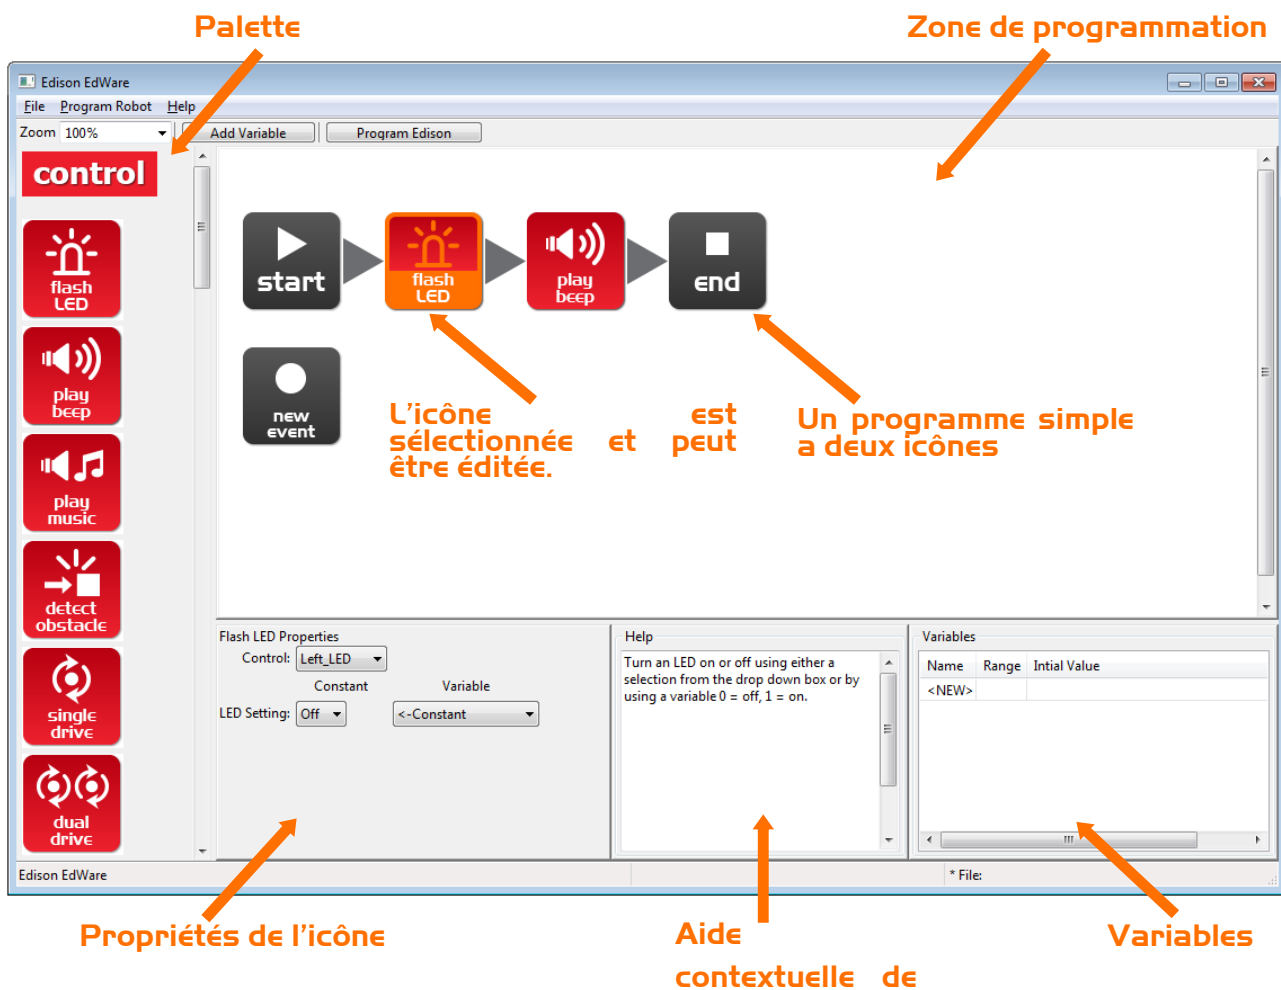 Palette
Zone de programmation
Edison EdWare
File Program Robot Help
Zoom 100% Add Variable Program Edison
control
flash
LED
play
beep
play
music
detect
obstacle
single
drive
dual
drive
start
flash
LED
play
beep
end
new
event
L'icône est
sélectionnée et peut
être éditée.
Un programme simple
a deux icônes
Flash LED Properties
Control: Left_LED
Constant Variable
LED Setting: Off <-Constant
Help
Turn an LED on or off using either a
selection from the drop down box or by
using a variable 0 = off, 1 = on.
Variables
Name Range Intial Value
<NEW>
Edison EdWare * File:
Propriétés de l'icône
Aide
contextuelle de
Variables